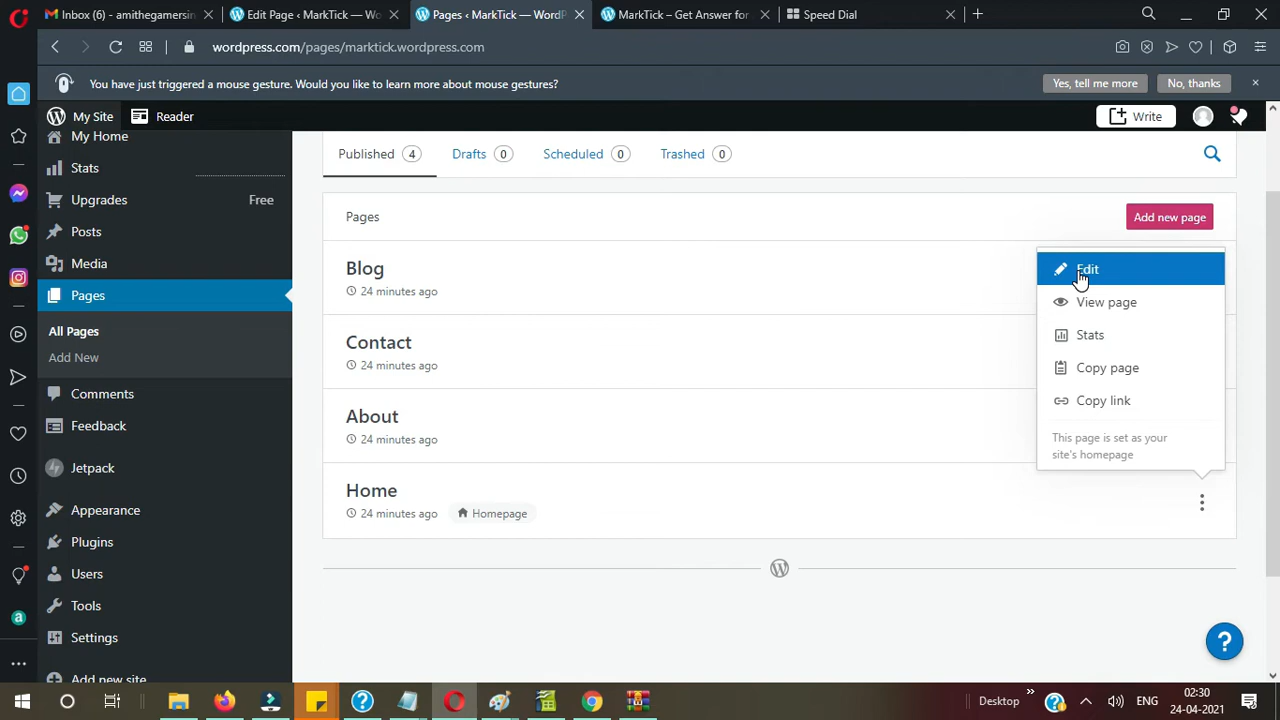 Inbox (6) - amithegamersin
Edit Page ‹ MarkTick — Wo
Pages ‹ MarkTick — WordP
MarkTick – Get Answer for
Speed Dial
wordpress.com/pages/marktick.wordpress.com
You have just triggered a mouse gesture. Would you like to learn more about mouse gestures?
Yes, tell me more
No, thanks
My Site
Reader
Write
My Home
Stats
Upgrades
Free
Posts
Media
Pages
All Pages
Add New
Comments
Feedback
Jetpack
Appearance
Plugins
Users
Tools
Settings
Add new site
Published 4
Drafts 0
Scheduled 0
Trashed 0
Pages
Add new page
Blog
24 minutes ago
Contact
24 minutes ago
About
24 minutes ago
Home
24 minutes ago
Homepage
Edit
View page
Stats
Copy page
Copy link
This page is set as your
site's homepage
?
Desktop
»
ENG
02:30
24-04-2021